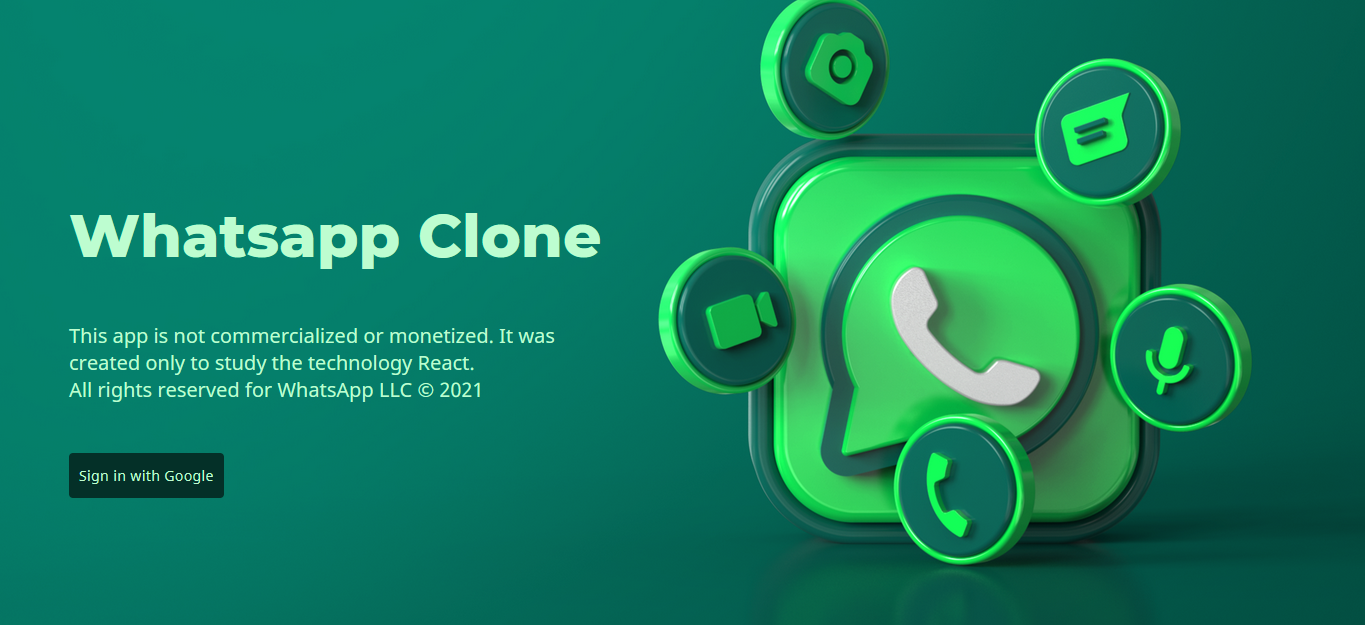 Whatsapp Clone
This app is not commercialized or monetized. It was
created only to study the technology React.
All rights reserved for WhatsApp LLC © 2021
Sign in with Google